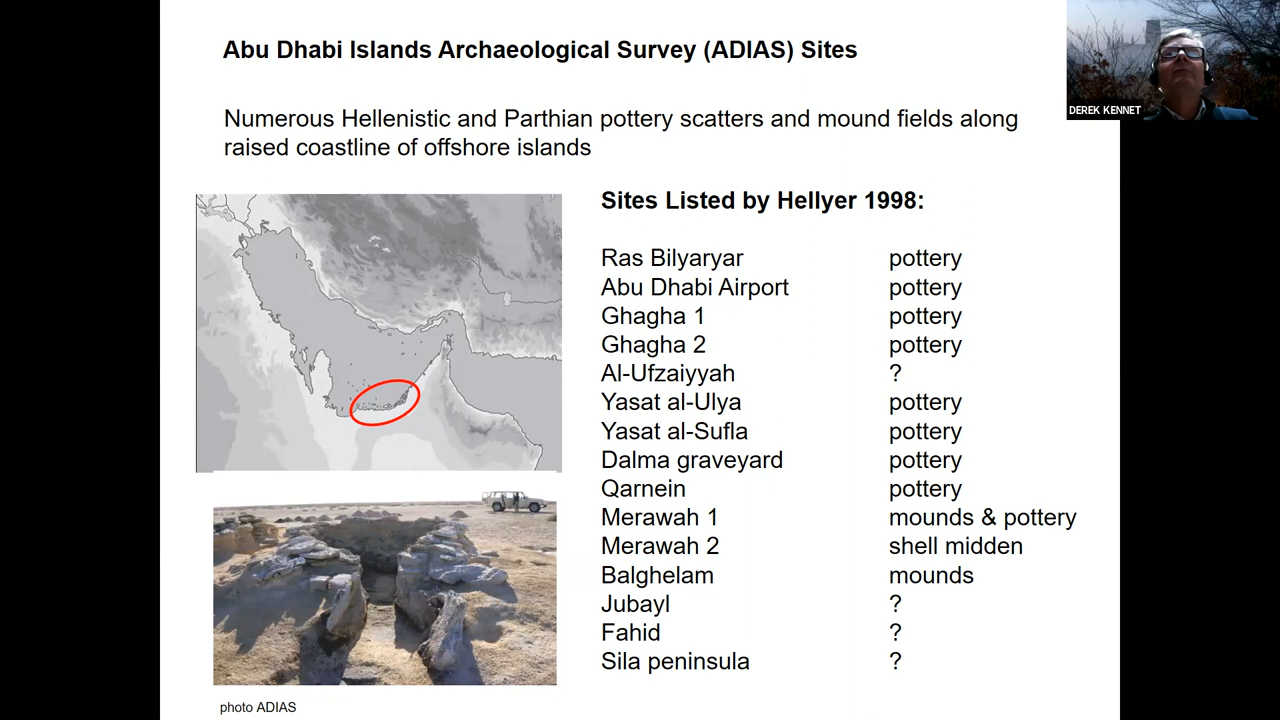 Abu Dhabi Islands Archaeological Survey (ADIAS) Sites
DEREK KENNET
Numerous Hellenistic and Parthian pottery scatters and mound fields along
raised coastline of offshore islands
Sites Listed by Hellyer 1998:
Ras Bilyaryar pottery
Abu Dhabi Airport pottery
Ghagha 1 pottery
Ghagha 2 pottery
Al-Ufzaiyyah ?
Yasat al-Ulya pottery
Yasat al-Sufla pottery
Dalma graveyard pottery
Qarnein pottery
Merawah 1 mounds & pottery
Merawah 2 shell midden
Balghelam mounds
Jubayl ?
Fahid ?
Sila peninsula ?
photo ADIAS